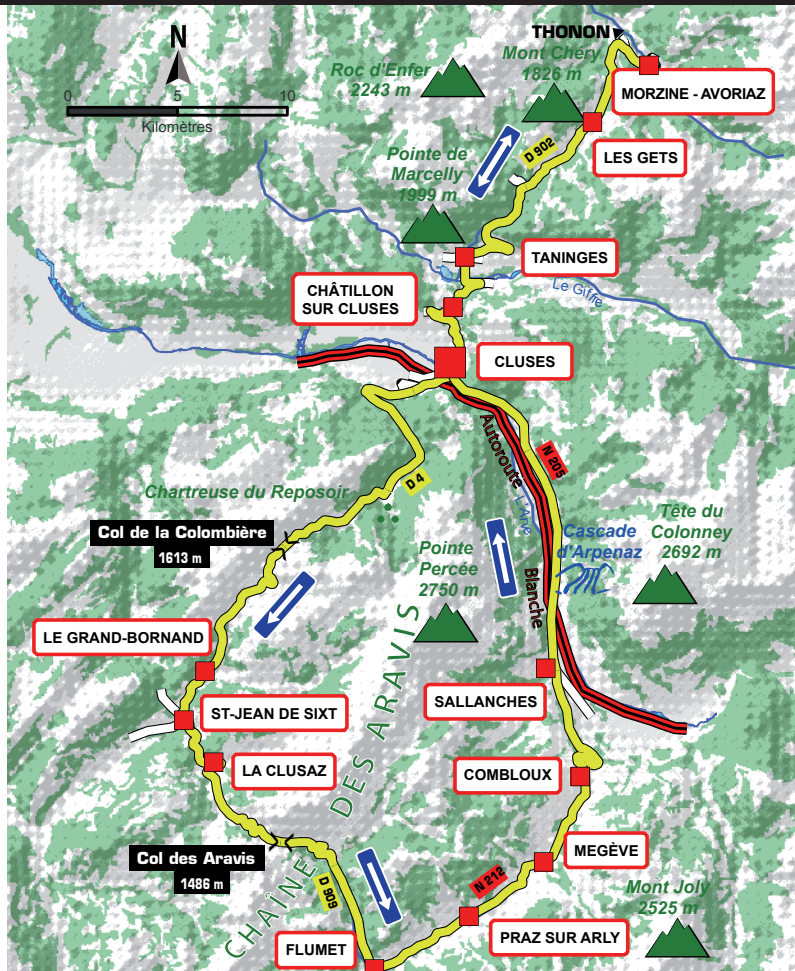 N
THONON
Mont Chéry
1826 m
Roc d'Enfer
2243 m
0
5
10
Kilomètres
MORZINE - AVORIAZ
D 902
LES GETS
Pointe de
Marcelly
1999 m
TANINGES
Le Giffre
CHÂTILLON
SUR CLUSES
CLUSES
Autoroute
Blanche
N 205
L'Arve
Chartreuse du Reposoir
D 4
Col de la Colombière
1613 m
Pointe
Percée
2750 m
Cascade
d'Arpenaz
Tête du
Colonney
2692 m
LE GRAND-BORNAND
SALLANCHES
ST-JEAN DE SIXT
LA CLUSAZ
COMBLOUX
CHAÎNE DES ARAVIS
Col des Aravis
1486 m
D 909
MEGÈVE
N 212
Mont Joly
2525 m
PRAZ SUR ARLY
FLUMET